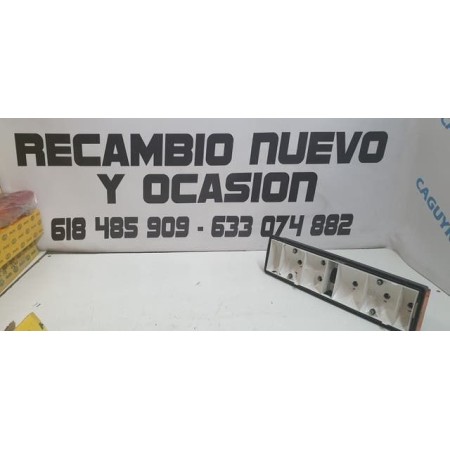 RECAMBIO NUEVO
Y OCASION
618 485 909 - 633 074 882